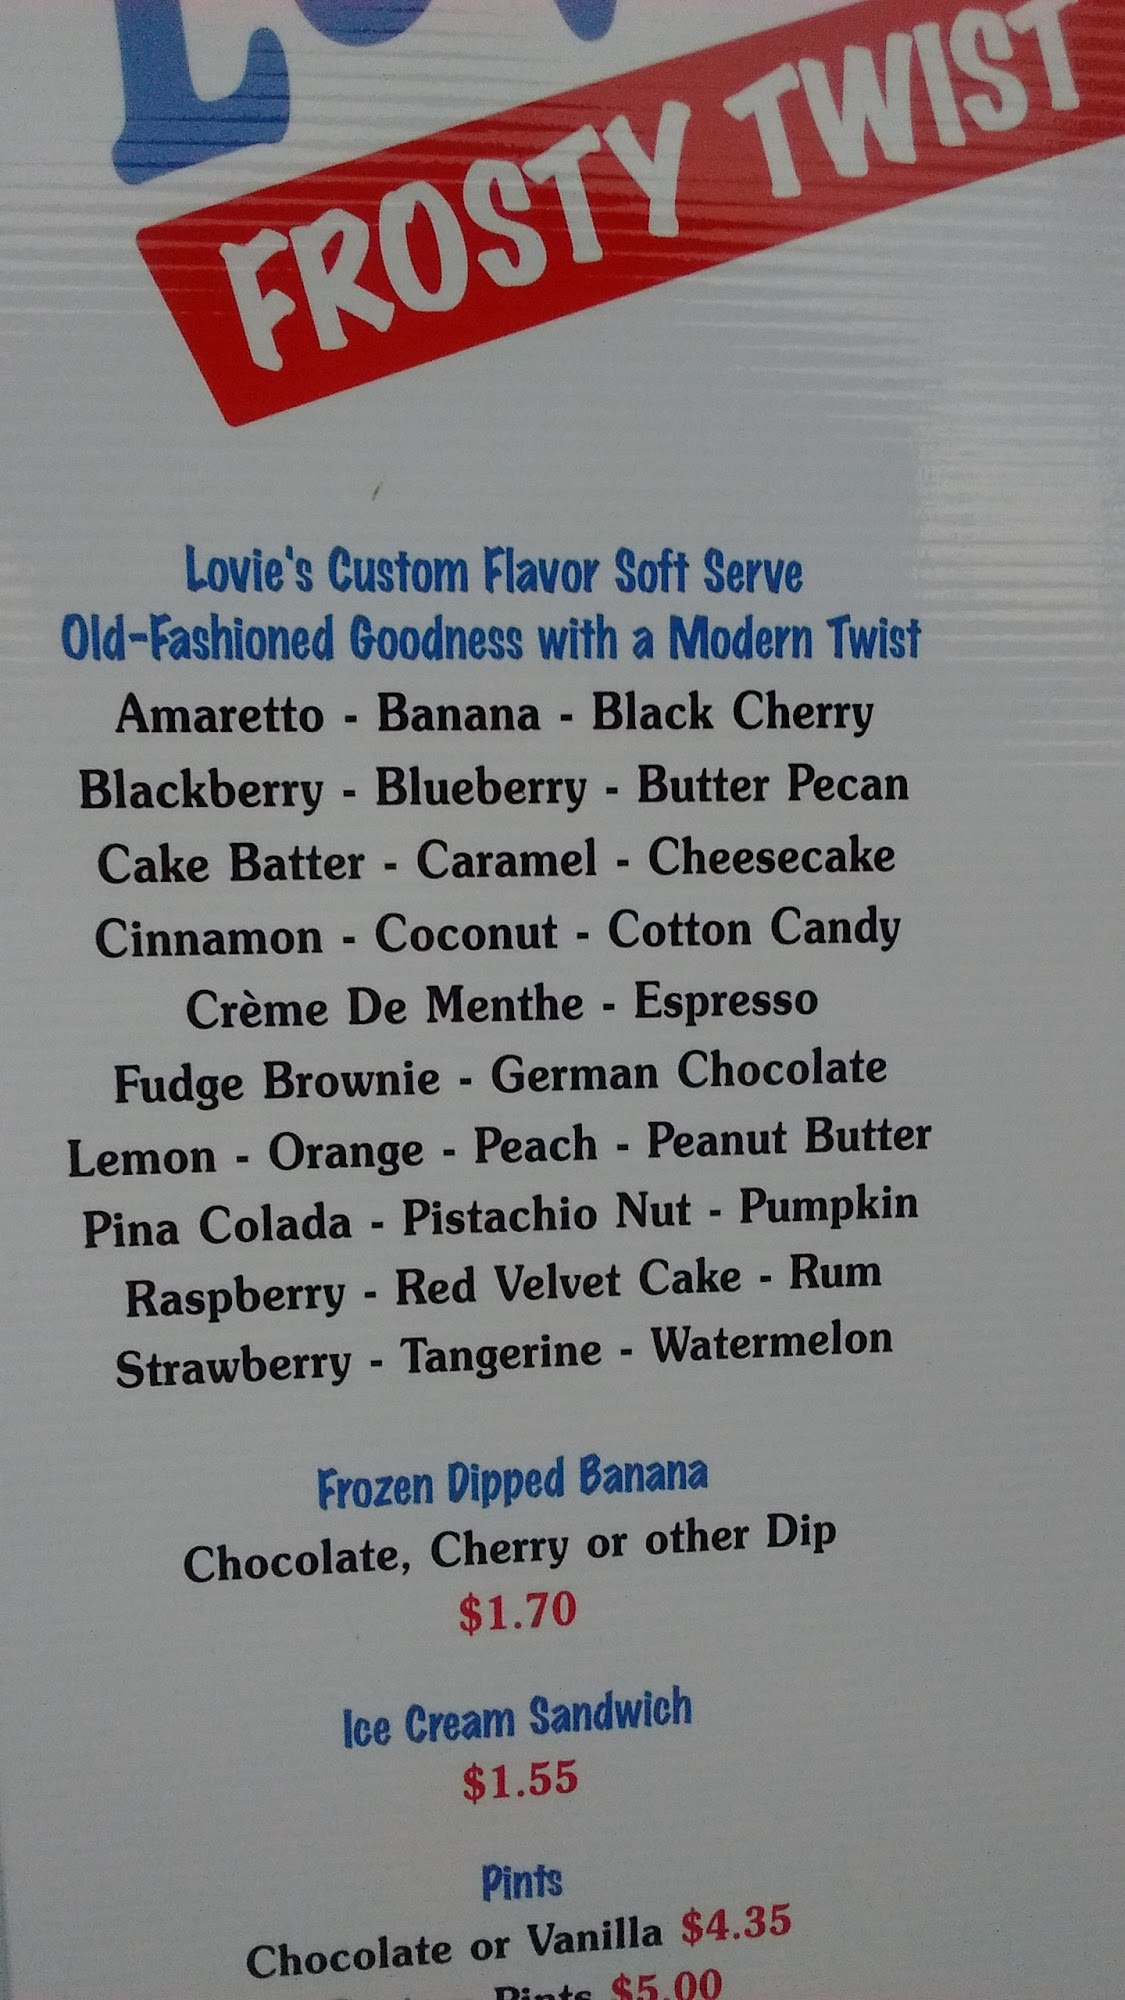 FROSTY TWIST
Lovie's Custom Flavor Soft Serve
Old-Fashioned Goodness with a Modern Twist
Amaretto - Banana - Black Cherry
Blackberry - Blueberry - Butter Pecan
Cake Batter - Caramel - Cheesecake
Cinnamon - Coconut - Cotton Candy
Crème De Menthe - Espresso
Fudge Brownie - German Chocolate
Lemon - Orange - Peach - Peanut Butter
Pina Colada - Pistachio Nut - Pumpkin
Raspberry - Red Velvet Cake - Rum
Strawberry - Tangerine - Watermelon
Frozen Dipped Banana
Chocolate, Cherry or other Dip
$1.70
Ice Cream Sandwich
$1.55
Pints
Chocolate or Vanilla $4.35
Pints $5.00